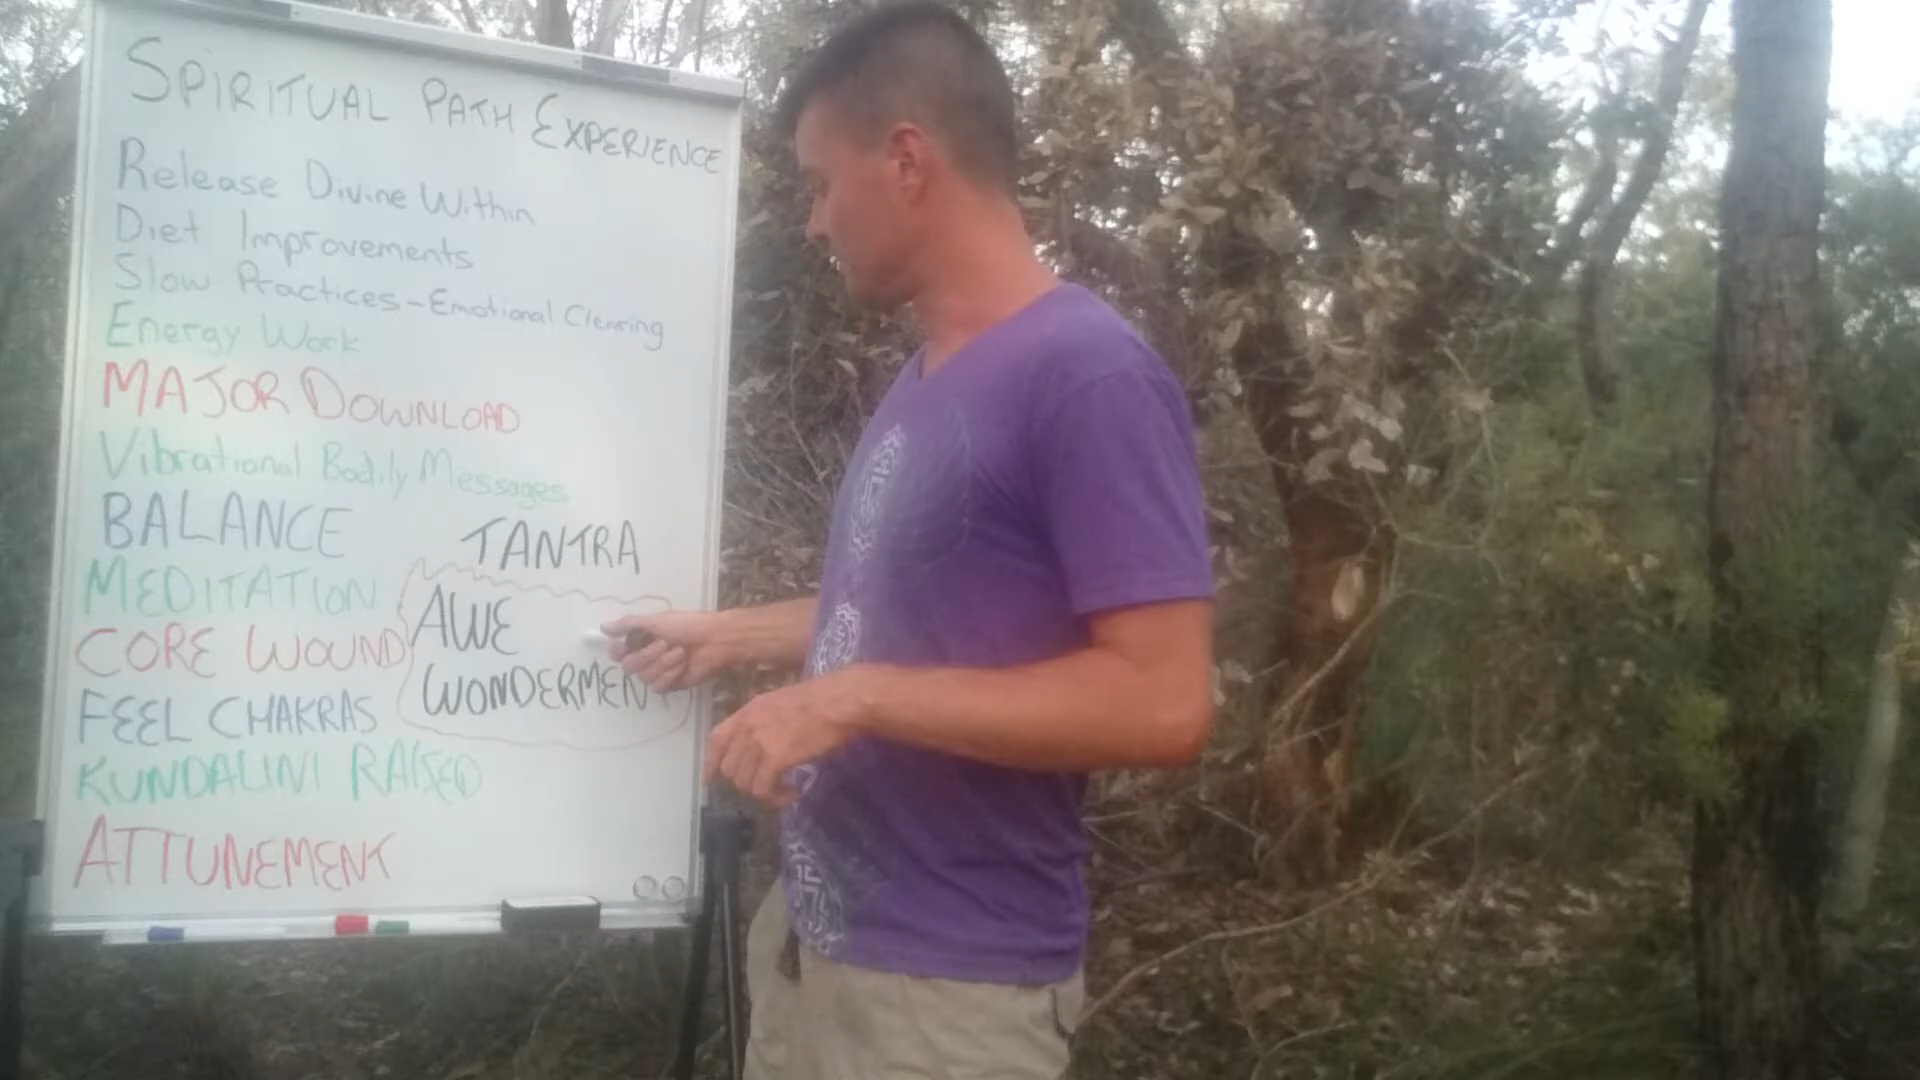 SPIRITUAL PATH EXPERIENCE
Release Divine Within
Diet Improvements
Slow Practices-Emotional Clearing
Energy Work
MAJOR DOWNLOAD
Vibrational Bodily Messages
BALANCE
TANTRA
MEDITATION
AWE
CORE WOUND
WONDERMEN
FEEL CHAKRAS
KUNDALINI RAISED
ATTUNEMENT